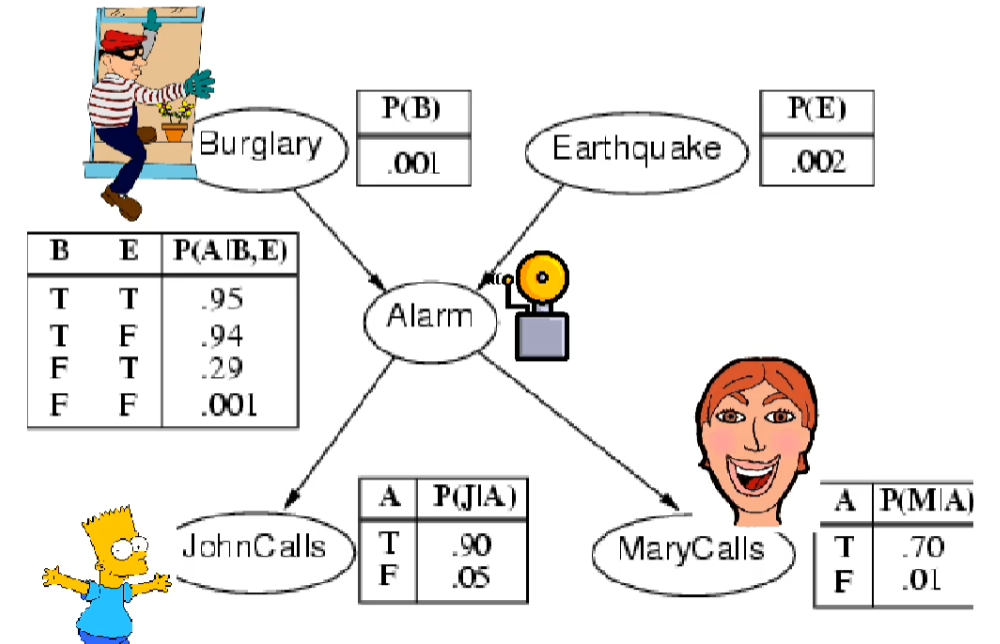 Burglary
P(B)
.001
Earthquake
P(E)
.002
B E P(A|B,E)
T T .95
T F .94
F T .29
F F .001
Alarm
JohnCalls
A P(J|A)
T .90
F .05
MaryCalls
A P(M|A)
T .70
F .01